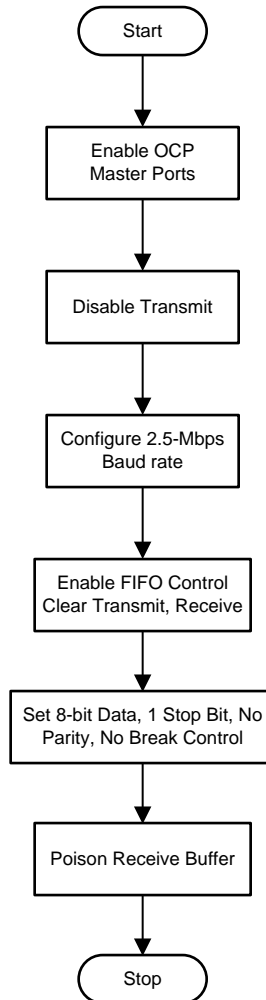 Start
Enable OCP
Master Ports
Disable Transmit
Configure 2.5-Mbps
Baud rate
Enable FIFO Control
Clear Transmit, Receive
Set 8-bit Data, 1 Stop Bit, No
Parity, No Break Control
Poison Receive Buffer
Stop